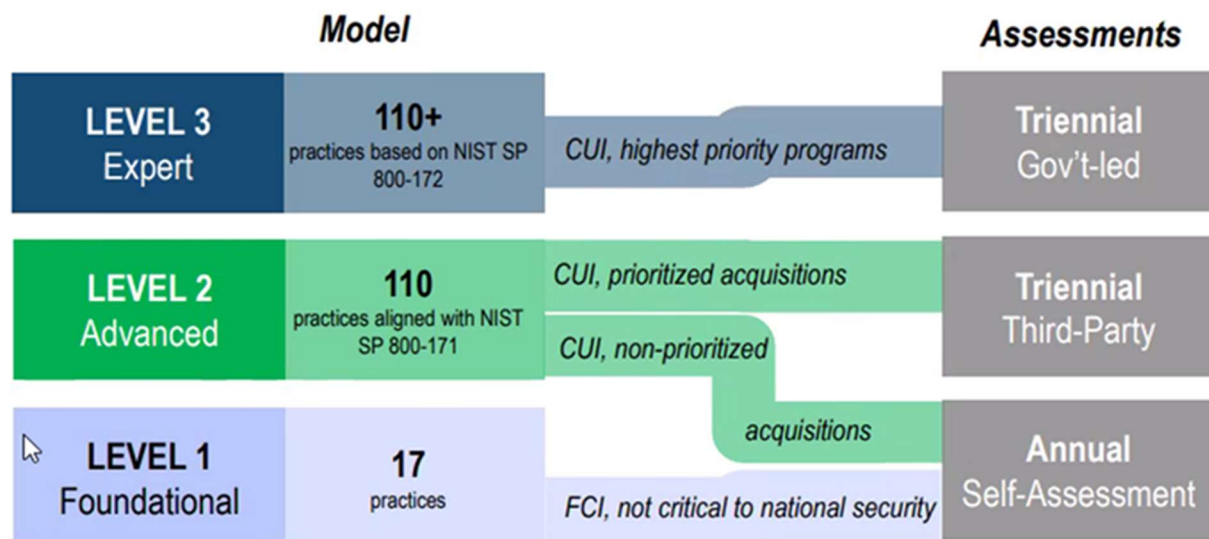 Model
Assessments
LEVEL 3
Expert
110+
practices based on NIST SP
800-172
CUI, highest priority programs
Triennial
Gov't-led
LEVEL 2
Advanced
110
practices aligned with NIST
SP 800-171
CUI, prioritized acquisitions
CUI, non-prioritized
acquisitions
Triennial
Third-Party
LEVEL 1
Foundational
17
practices
FCI, not critical to national security
Annual
Self-Assessment